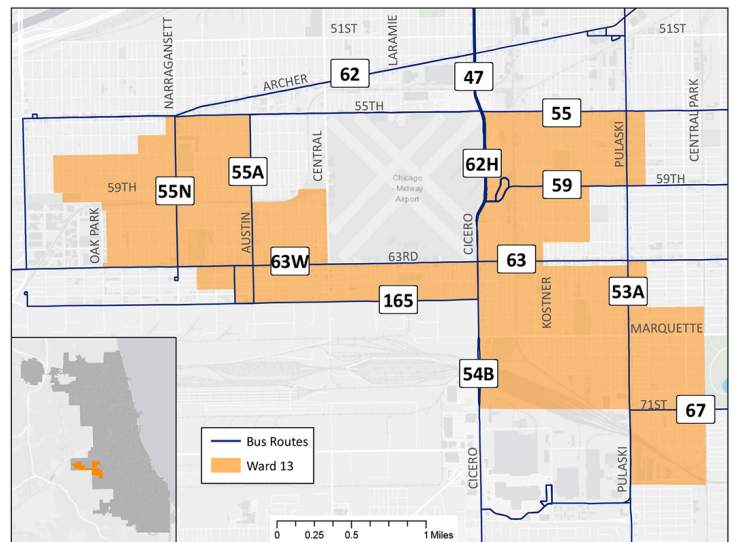 51ST
51ST
NARRAGANSETT
LARAMIE
ARCHER
62
47
55TH
55
CENTRAL PARK
PULASKI
CENTRAL
55A
62H
Chicago
- Midway
Airport
59TH
55N
59
59TH
OAK PARK
AUSTIN
CICERO
63W
63RD
63
165
KOSTNER
53A
MARQUETTE
54B
71ST
67
Bus Routes
Ward 13
CICERO
PULASKI
0 0.25 0.5 1 Miles